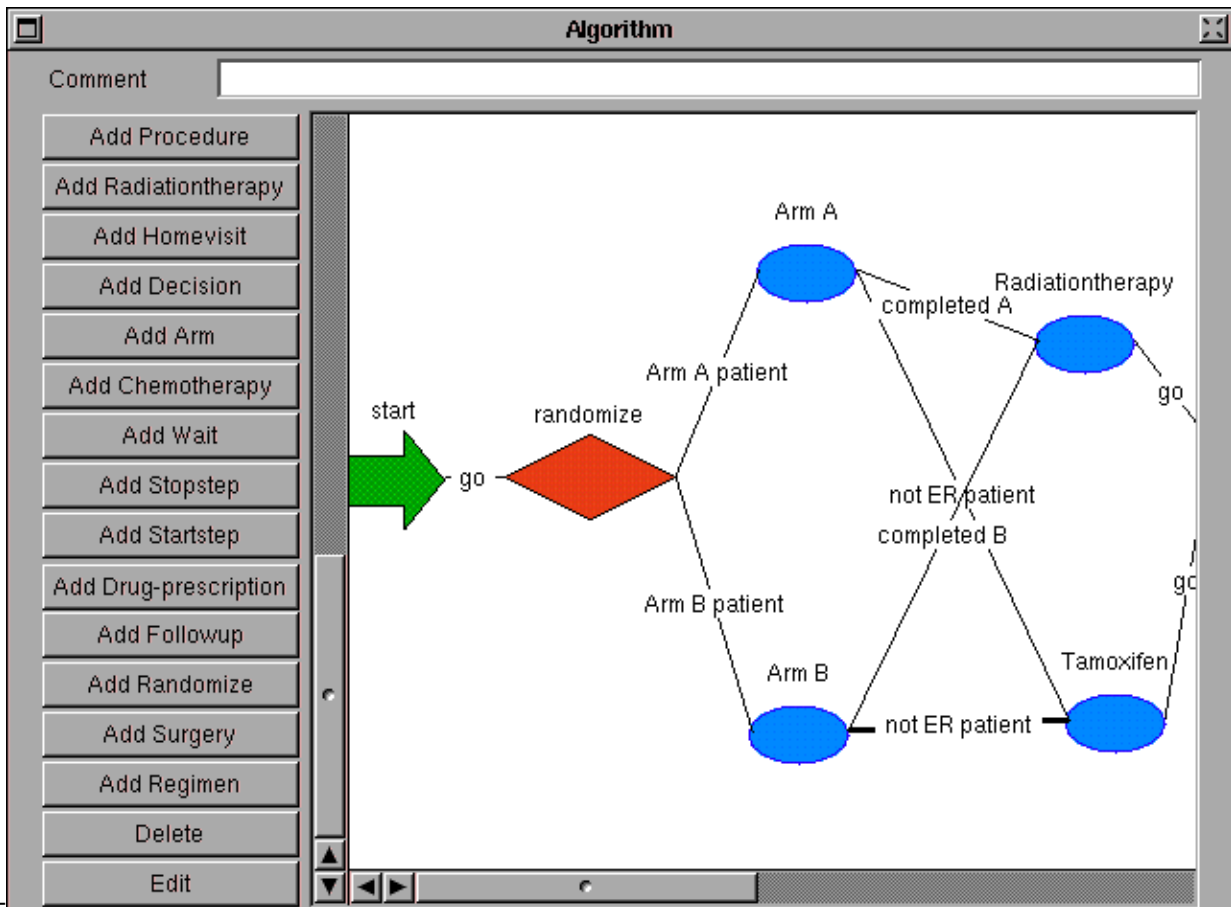 Algorithm
Comment
Add Procedure
Add Radiationtherapy
Add Homevisit
Add Decision
Add Arm
Add Chemotherapy
Add Wait
Add Stopstep
Add Startstep
Add Drug-prescription
Add Followup
Add Randomize
Add Surgery
Add Regimen
Delete
Edit
Arm A
Radiationtherapy
completed A
Arm A patient
go
start
randomize
go
not ER patient
completed B
go
Arm B patient
Tamoxifen
Arm B
not ER patient